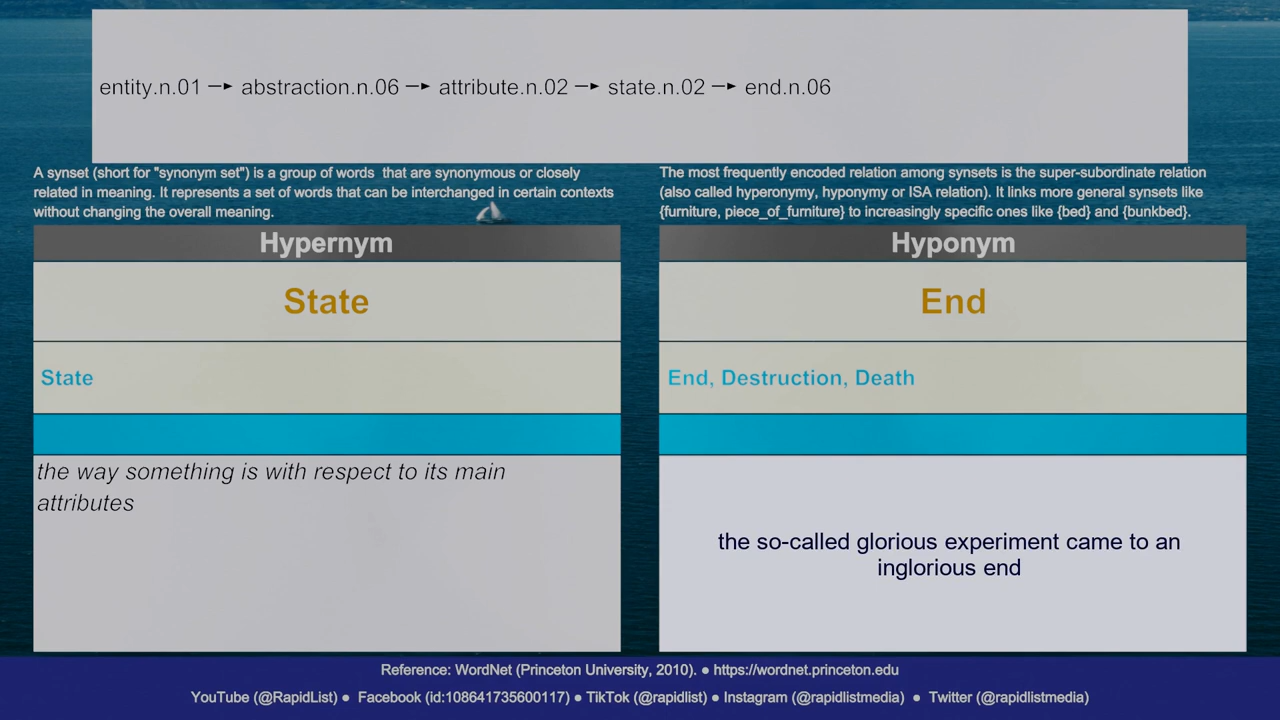 entity.n.01 → abstraction.n.06 → attribute.n.02 → state.n.02 → end.n.06
A synset (short for "synonym set") is a group of words that are synonymous or closely
related in meaning. It represents a set of words that can be interchanged in certain contexts
without changing the overall meaning.
The most frequently encoded relation among synsets is the super-subordinate relation
(also called hyperonymy, hyponymy or ISA relation). It links more general synsets like
{furniture, piece_of_furniture} to increasingly specific ones like {bed} and {bunkbed}.
Hypernym
State
State
the way something is with respect to its main
attributes
Hyponym
End
End, Destruction, Death
the so-called glorious experiment came to an
inglorious end
Reference: WordNet (Princeton University, 2010). ● https://wordnet.princeton.edu
YouTube (@RapidList) ● Facebook (id:108641735600117) ● TikTok (@rapidlist) ● Instagram (@rapidlistmedia) ● Twitter (@rapidlistmedia)